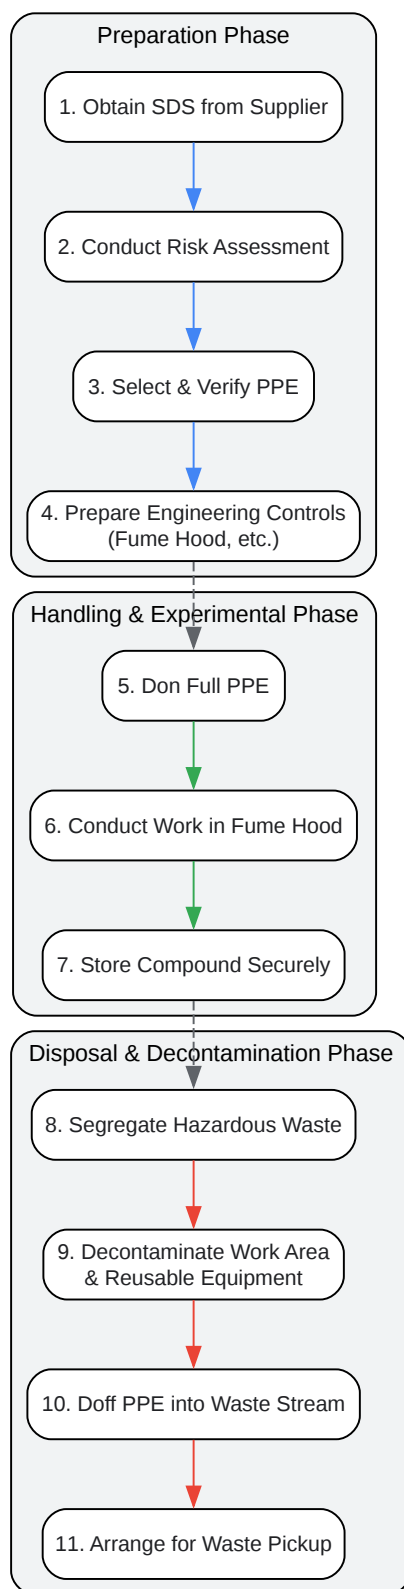 Preparation Phase
1. Obtain SDS from Supplier
2. Conduct Risk Assessment
3. Select & Verify PPE
4. Prepare Engineering Controls
(Fume Hood, etc.)
Handling & Experimental Phase
5. Don Full PPE
6. Conduct Work in Fume Hood
7. Store Compound Securely
Disposal & Decontamination Phase
8. Segregate Hazardous Waste
9. Decontaminate Work Area
& Reusable Equipment
10. Doff PPE into Waste Stream
11. Arrange for Waste Pickup